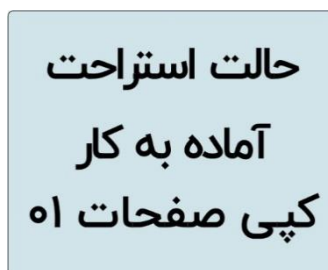 حالت استراحت
آماده به کار
کپی صفحات ۰۱